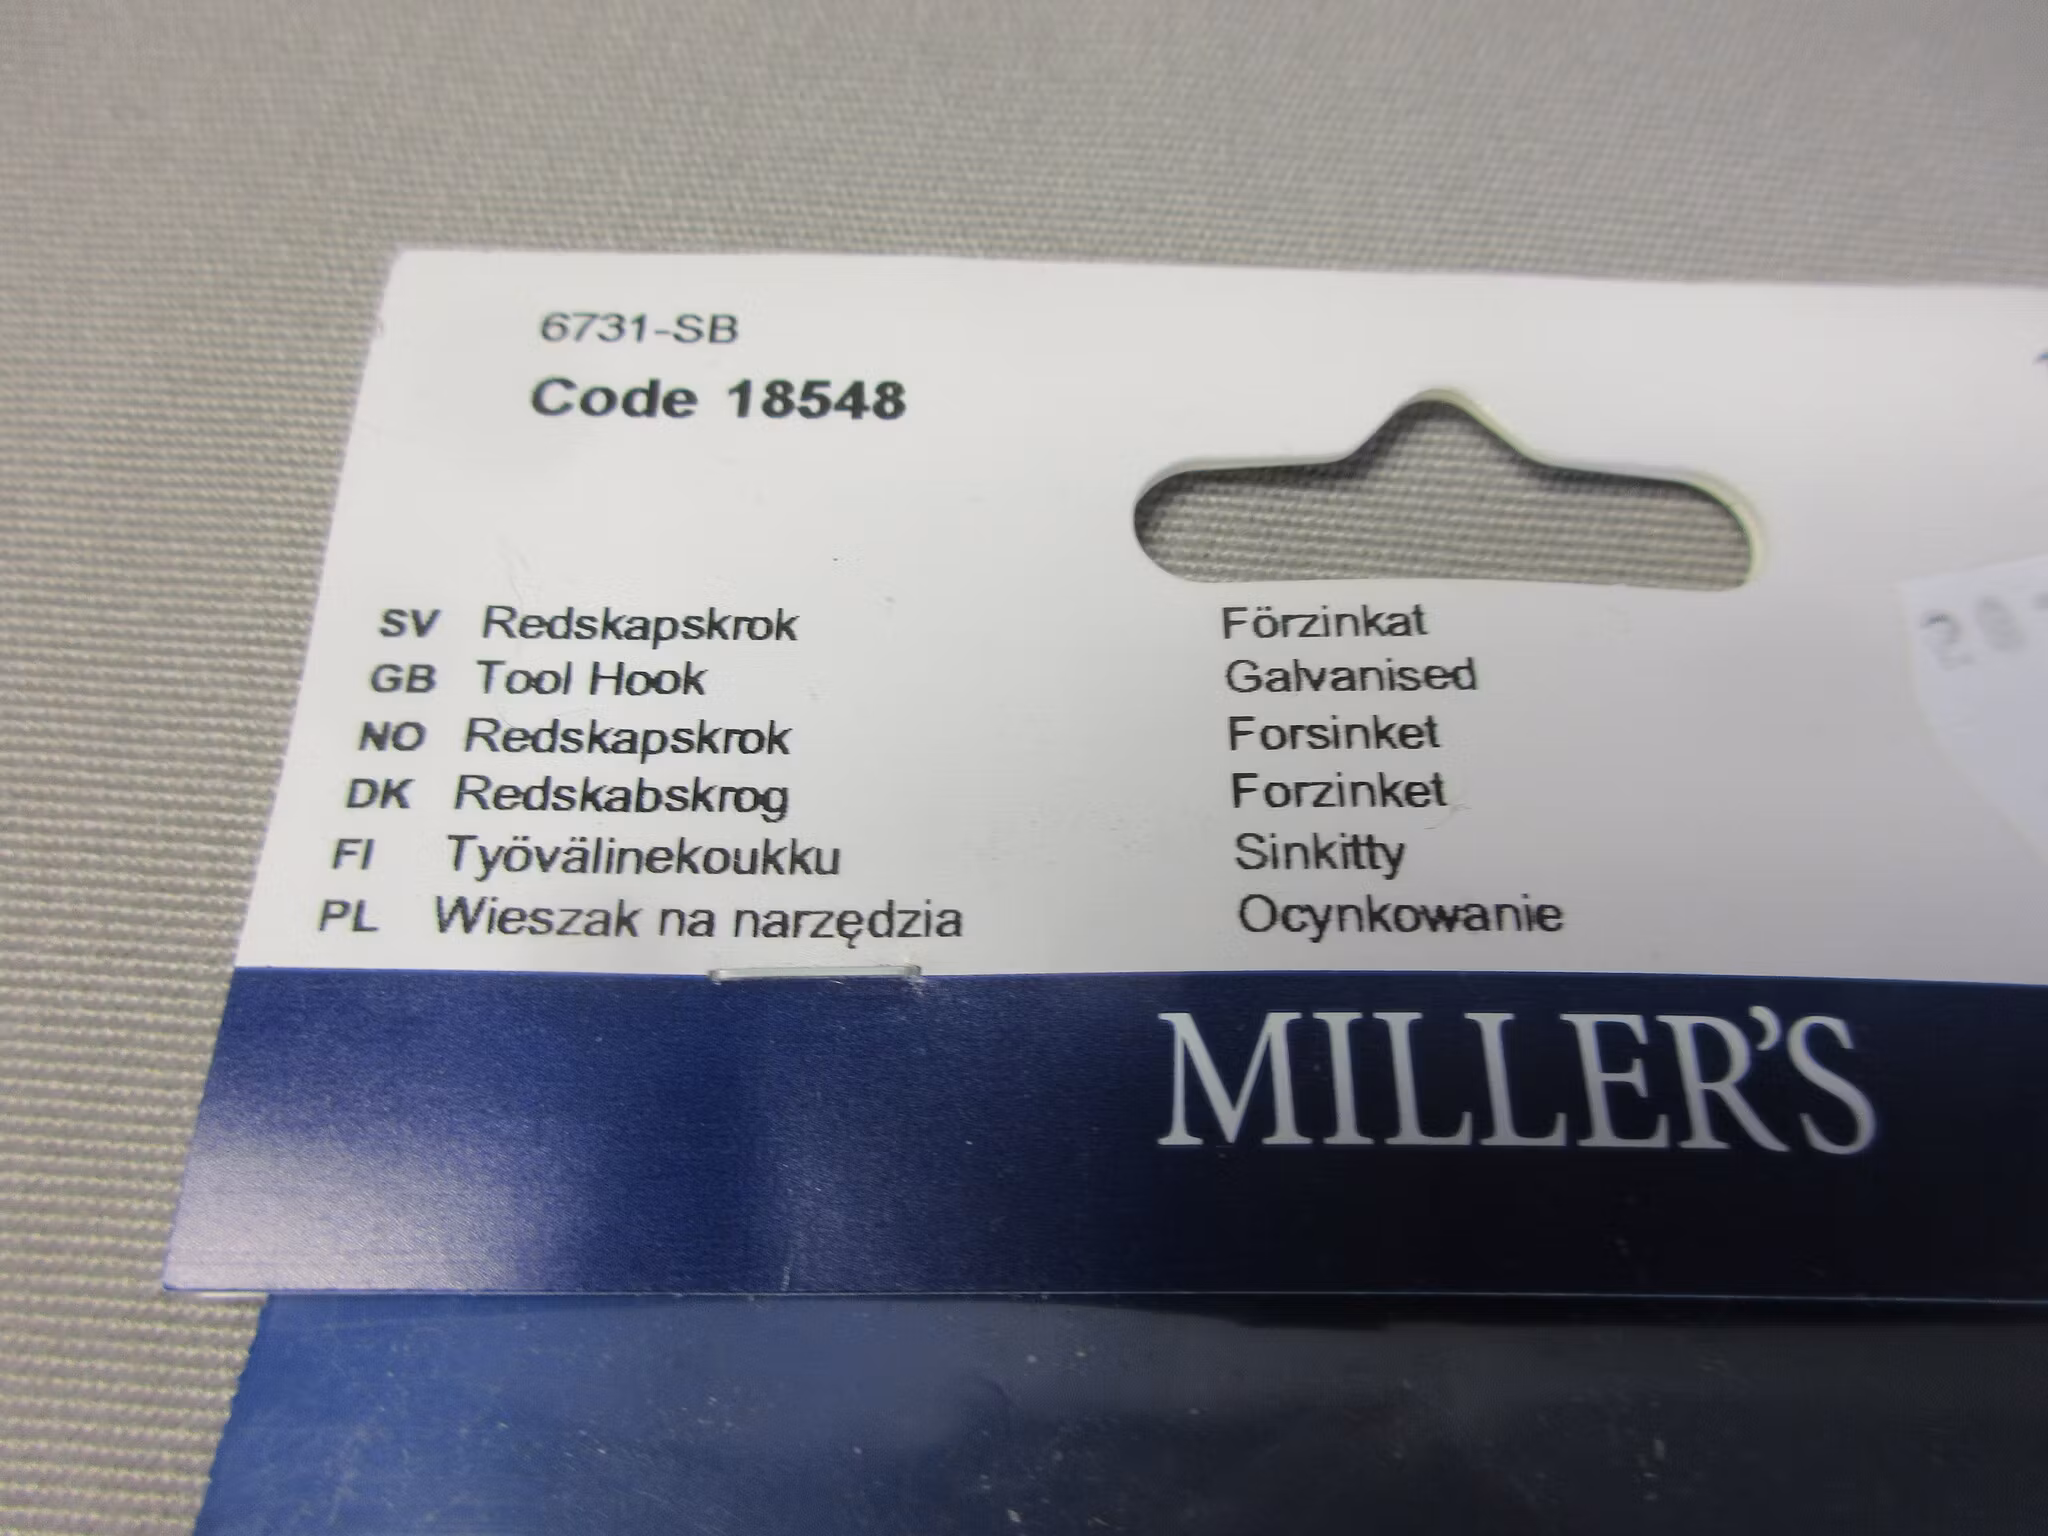 6731-SB
Code 18548
SV Redskapskrok Förzinkat
GB Tool Hook Galvanised
NO Redskapskrok Forsinket
DK Redskabskrog Forzinket
FI Työvälinekoukku Sinkitty
PL Wieszak na narzędzia Ocynkowanie
MILLER'S